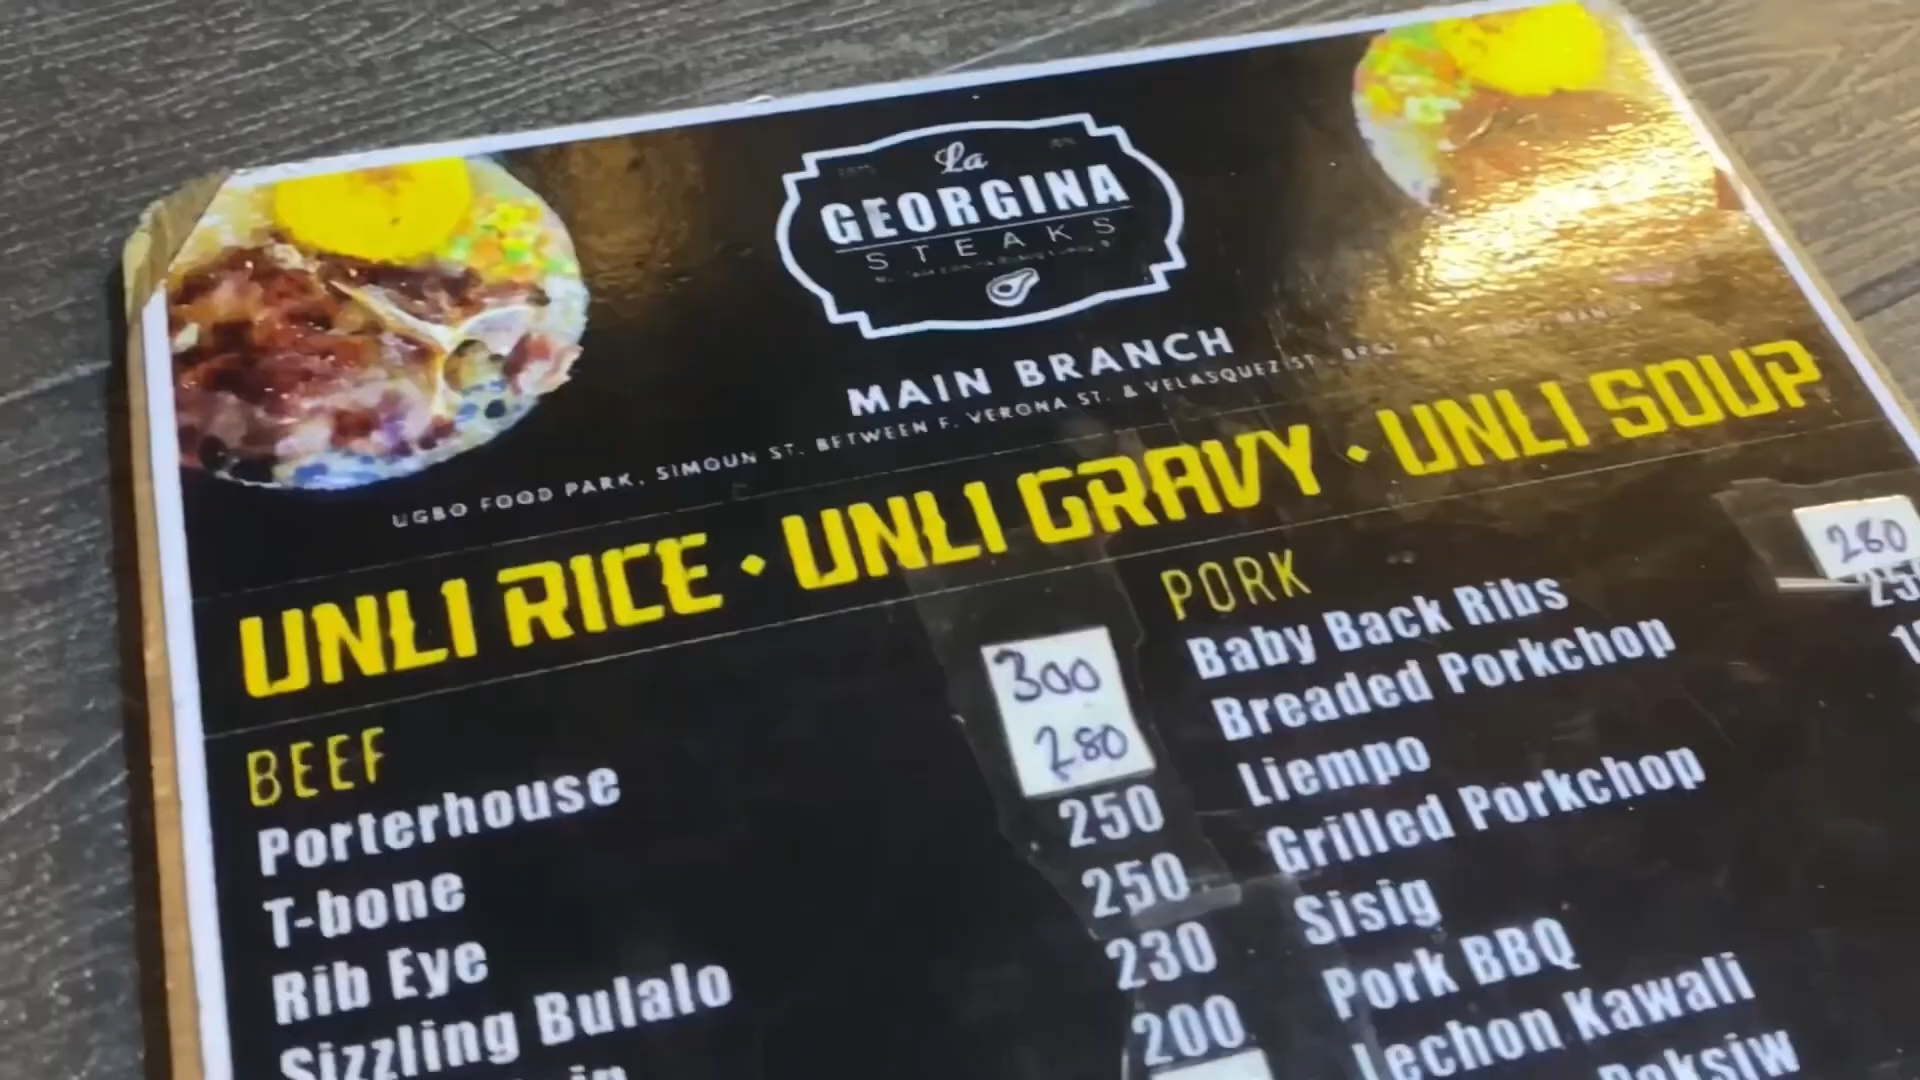 La
GEORGINA
STEAKS
MAIN BRANCH
UGBO FOOD PARK, SIMOUN ST. BETWEEN F. VERONA ST. & VELASQUEZ ST. BRGY.
UNLI RICE • UNLI GRAVY • UNLI SOUP
BEEF
Porterhouse 300
T-bone 280
Rib Eye 250
Sizzling Bulalo 250
230
200
PORK
Baby Back Ribs 280
Breaded Porkchop
Liempo
Grilled Porkchop
Sisig
Pork BBQ
Lechon Kawali